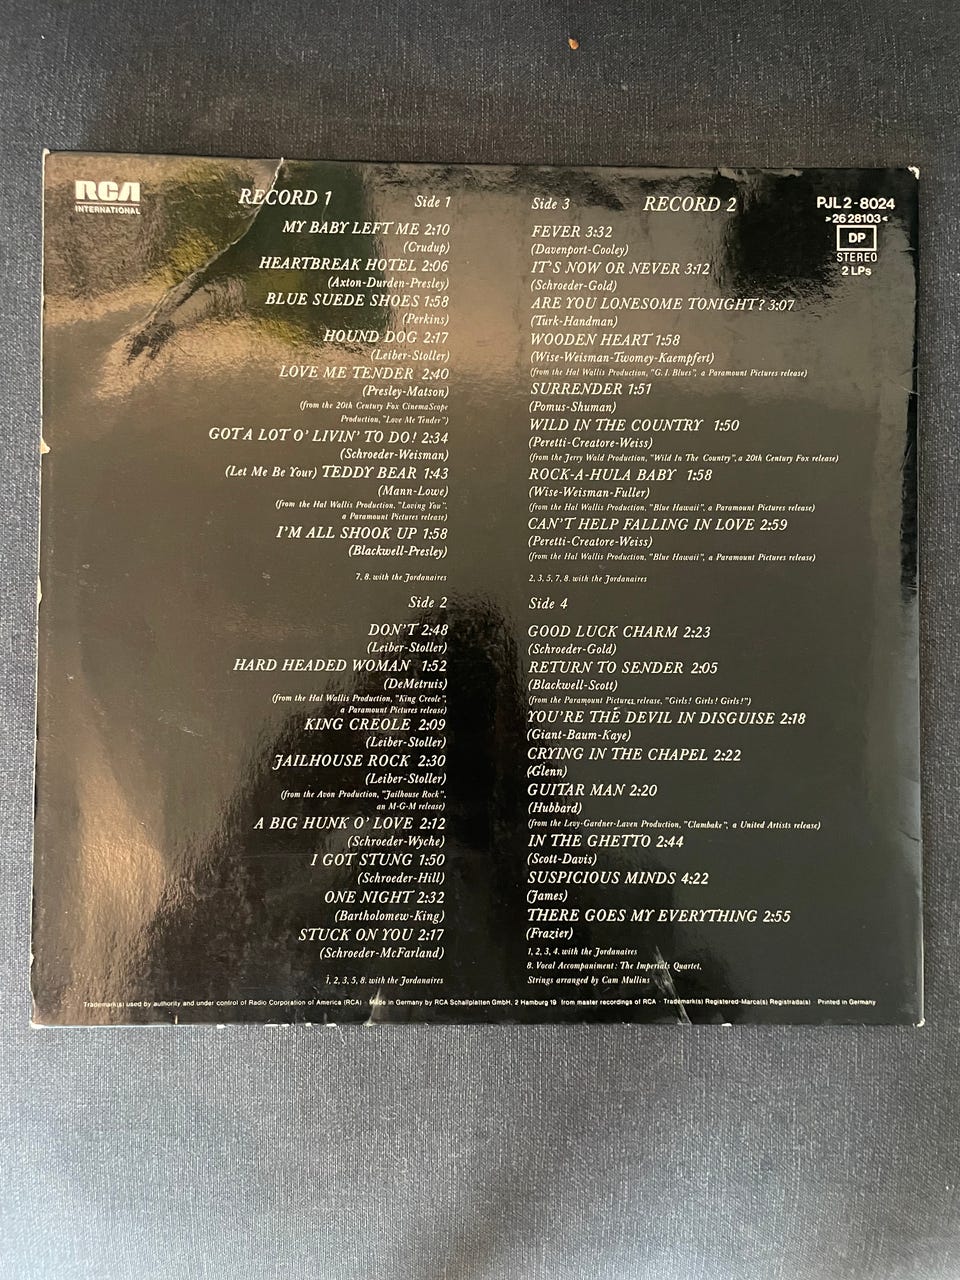 RCA
INTERNATIONAL
RECORD 1
Side 1
MY BABY LEFT ME 2:10
(Crudup)
HEARTBREAK HOTEL 2:06
(Axton-Durden-Presley)
BLUE SUEDE SHOES 1:58
(Perkins)
HOUND DOG 2:17
(Leiber-Stoller)
LOVE ME TENDER 2:40
(Presley-Matson)
(from the 20th Century Fox CinemaScope
Production, "Love Me Tender")
GOT A LOT O' LIVIN' TO DO! 2:34
(Schroeder-Weisman)
(Let Me Be Your) TEDDY BEAR 1:43
(Mann-Lowe)
(from the Hal Wallis Production, "Loving You",
a Paramount Pictures release)
I'M ALL SHOOK UP 1:58
(Blackwell-Presley)
7, 8. with the Jordanaires
Side 2
DON'T 2:48
(Leiber-Stoller)
HARD HEADED WOMAN 1:52
(DeMetruis)
(from the Hal Wallis Production, "King Creole",
a Paramount Pictures release)
KING CREOLE 2:09
(Leiber-Stoller)
JAILHOUSE ROCK 2:30
(Leiber-Stoller)
(from the Avon Production, "Jailhouse Rock",
an M-G-M release)
A BIG HUNK O' LOVE 2:12
(Schroeder-Wyche)
I GOT STUNG 1:50
(Schroeder-Hill)
ONE NIGHT 2:32
(Bartholomew-King)
STUCK ON YOU 2:17
(Schroeder-McFarland)
1, 2, 3, 5, 8. with the Jordanaires
Side 3
RECORD 2
PJL 2-8024
>26 28103<
DP
STEREO
2 LPs
FEVER 3:32
(Davenport-Cooley)
IT'S NOW OR NEVER 3:12
(Schroeder-Gold)
ARE YOU LONESOME TONIGHT? 3:07
(Turk-Handman)
WOODEN HEART 1:58
(Wise-Weisman-Twomey-Kaempfert)
(from the Hal Wallis Production, "G. I. Blues", a Paramount Pictures release)
SURRENDER 1:51
(Pomus-Shuman)
WILD IN THE COUNTRY 1:50
(Peretti-Creatore-Weiss)
(from the Jerry Wald Production, "Wild In The Country", a 20th Century Fox release)
ROCK-A-HULA BABY 1:58
(Wise-Weisman-Fuller)
(from the Hal Wallis Production, "Blue Hawaii", a Paramount Pictures release)
CAN'T HELP FALLING IN LOVE 2:59
(Peretti-Creatore-Weiss)
(from the Hal Wallis Production, "Blue Hawaii", a Paramount Pictures release)
2, 3, 5, 7, 8. with the Jordanaires
Side 4
GOOD LUCK CHARM 2:23
(Schroeder-Gold)
RETURN TO SENDER 2:05
(Blackwell-Scott)
(from the Paramount Pictures release, "Girls! Girls! Girls!")
YOU'RE THE DEVIL IN DISGUISE 2:18
(Giant-Baum-Kaye)
CRYING IN THE CHAPEL 2:22
(Glenn)
GUITAR MAN 2:20
(Hubbard)
(from the Levy-Gardner-Laven Production, "Clambake", a United Artists release)
IN THE GHETTO 2:44
(Scott-Davis)
SUSPICIOUS MINDS 4:22
(James)
THERE GOES MY EVERYTHING 2:55
(Frazier)
1, 2, 3, 4. with the Jordanaires
8. Vocal Accompaniment: The Imperials Quartet,
Strings arranged by Cam Mullins
Trademark(s) used by authority and under control of Radio Corporation of America (RCA) · Made in Germany by RCA Schallplatten GmbH, 2 Hamburg 19 from master recordings of RCA · Trademark(s) Registered-Marca(s) Registrada(s) · Printed in Germany